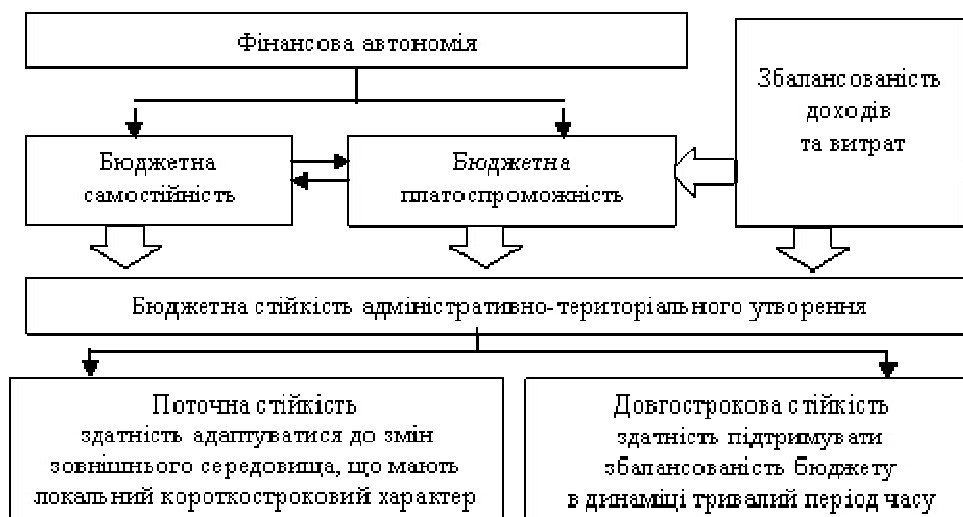 Фінансова автономія
Збалансованість
доходів
та витрат
Бюджетна
самостійність
Бюджетна
платоспроможність
Бюджетна стійкість адміністративно-територіального утворення
Поточна стійкість
здатність адаптуватися до змін
зовнішнього середовища, що мають
локальний короткостроковий характер
Довгострокова стійкість
здатність підтримувати
збалансованість бюджету
в динаміці тривалий період часу